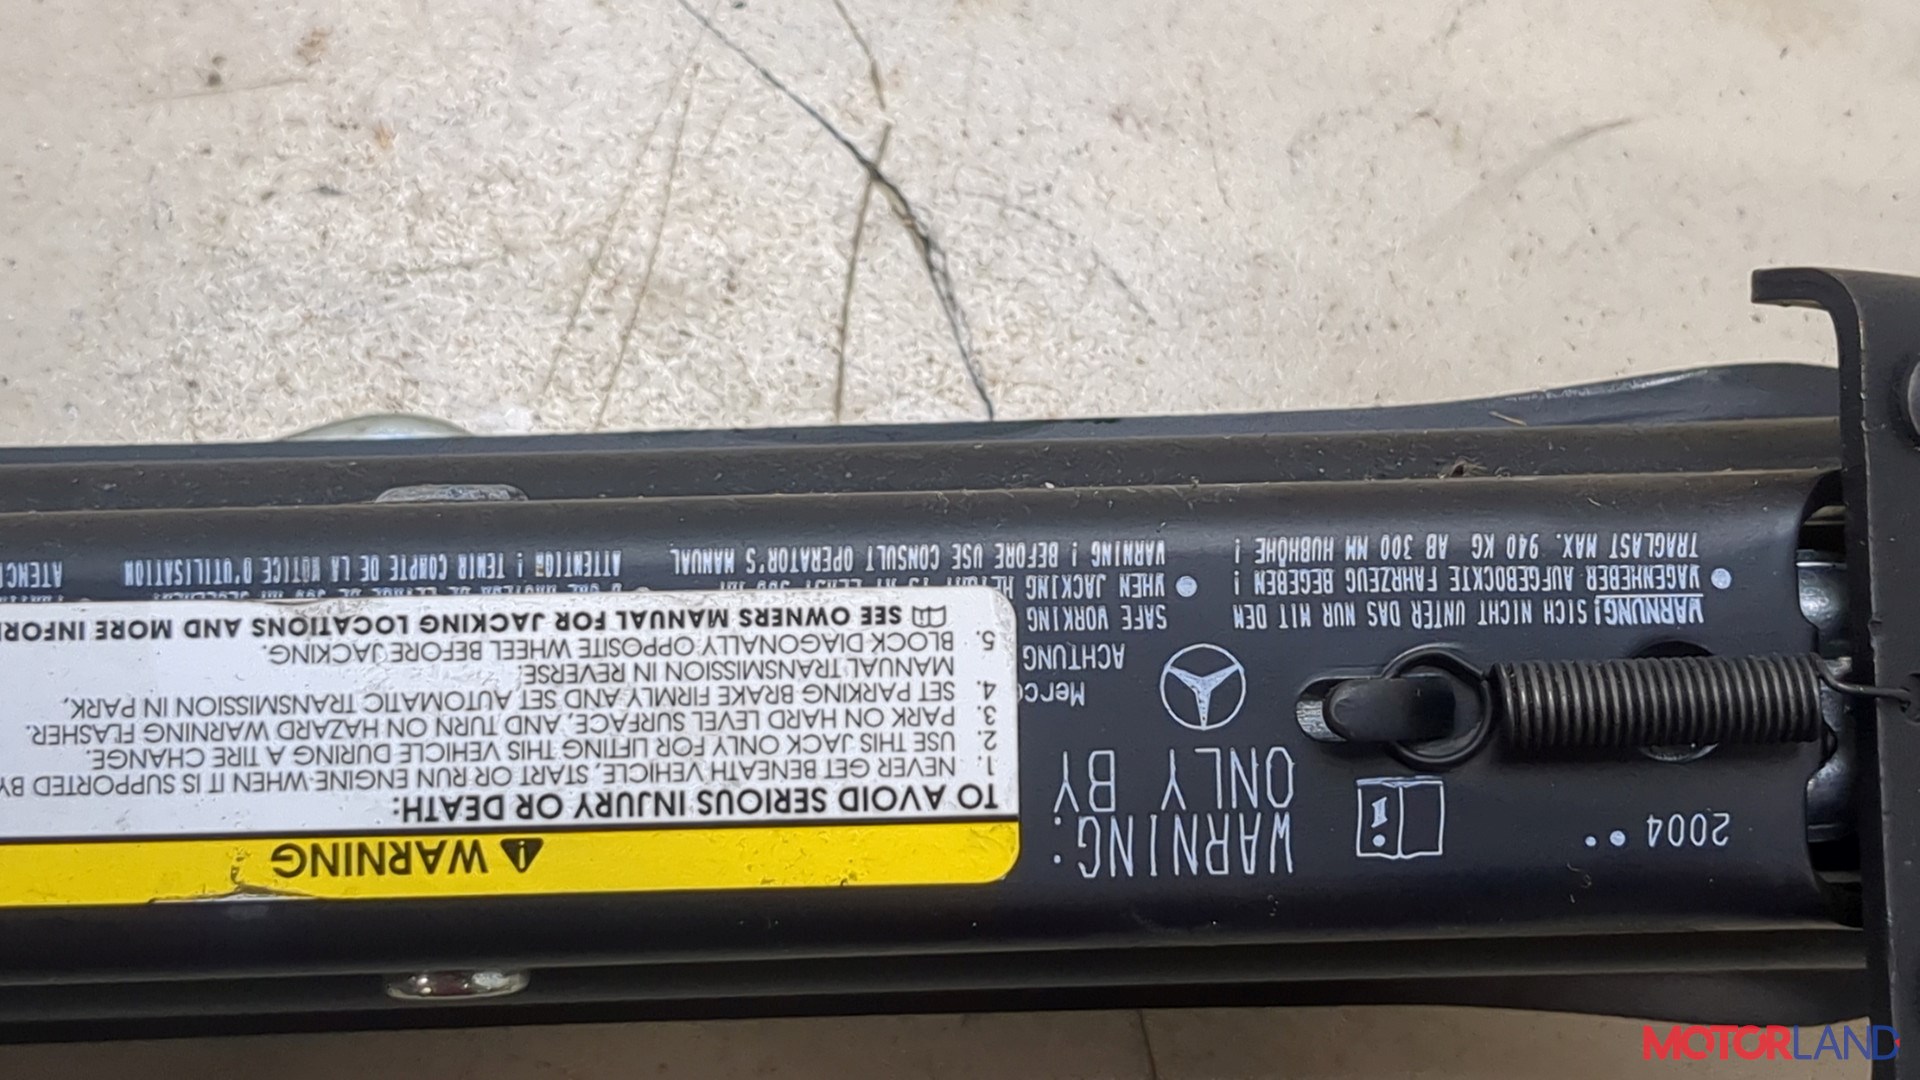 2004
WARNING:
ONLY BY
Merc
ACHTUNG
WARNUNG! SICH NICHT UNTER DAS NUR MIT DEM
WAGENHEBER AUFGEBOCKTE FAHRZEUG BEGEBEN !
TRAGLAST MAX. 940 KG AB 300 MM HUBHÖHE !
SAFE WORKING
WHEN JACKING
WARNING ! BEFORE USE CONSULT OPERATOR'S MANUAL
ATTENTION ! TENIR COMPTE DE LA NOTICE D'UTILISATION
WARNING
TO AVOID SERIOUS INJURY OR DEATH:
1. NEVER GET BENEATH VEHICLE, START OR RUN ENGINE WHEN IT IS SUPPORTED BY
2. USE THIS JACK ONLY FOR LIFTING THIS VEHICLE DURING A TIRE CHANGE.
3. PARK ON HARD LEVEL SURFACE, AND TURN ON HAZARD WARNING FLASHER.
4. SET PARKING BRAKE FIRMLY AND SET AUTOMATIC TRANSMISSION IN PARK,
MANUAL TRANSMISSION IN REVERSE.
5. BLOCK DIAGONALLY OPPOSITE WHEEL BEFORE JACKING.
SEE OWNERS MANUAL FOR JACKING LOCATIONS AND MORE INFOR
MOTORLAND